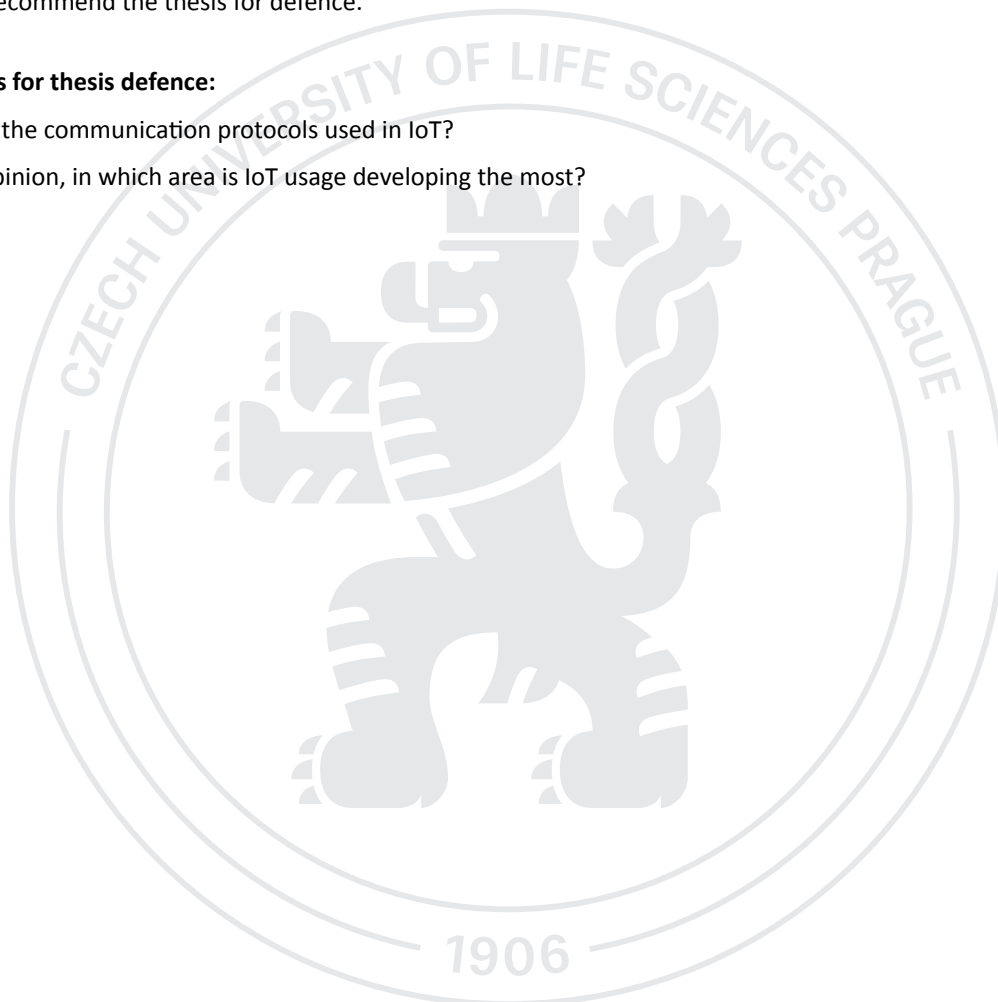 ecommend the thesis for defence.
s for thesis defence:
the communication protocols used in IoT?
pinion, in which area is IoT usage developing the most?
CZECH UNIVERSITY OF LIFE SCIENCES PRAGUE
1906